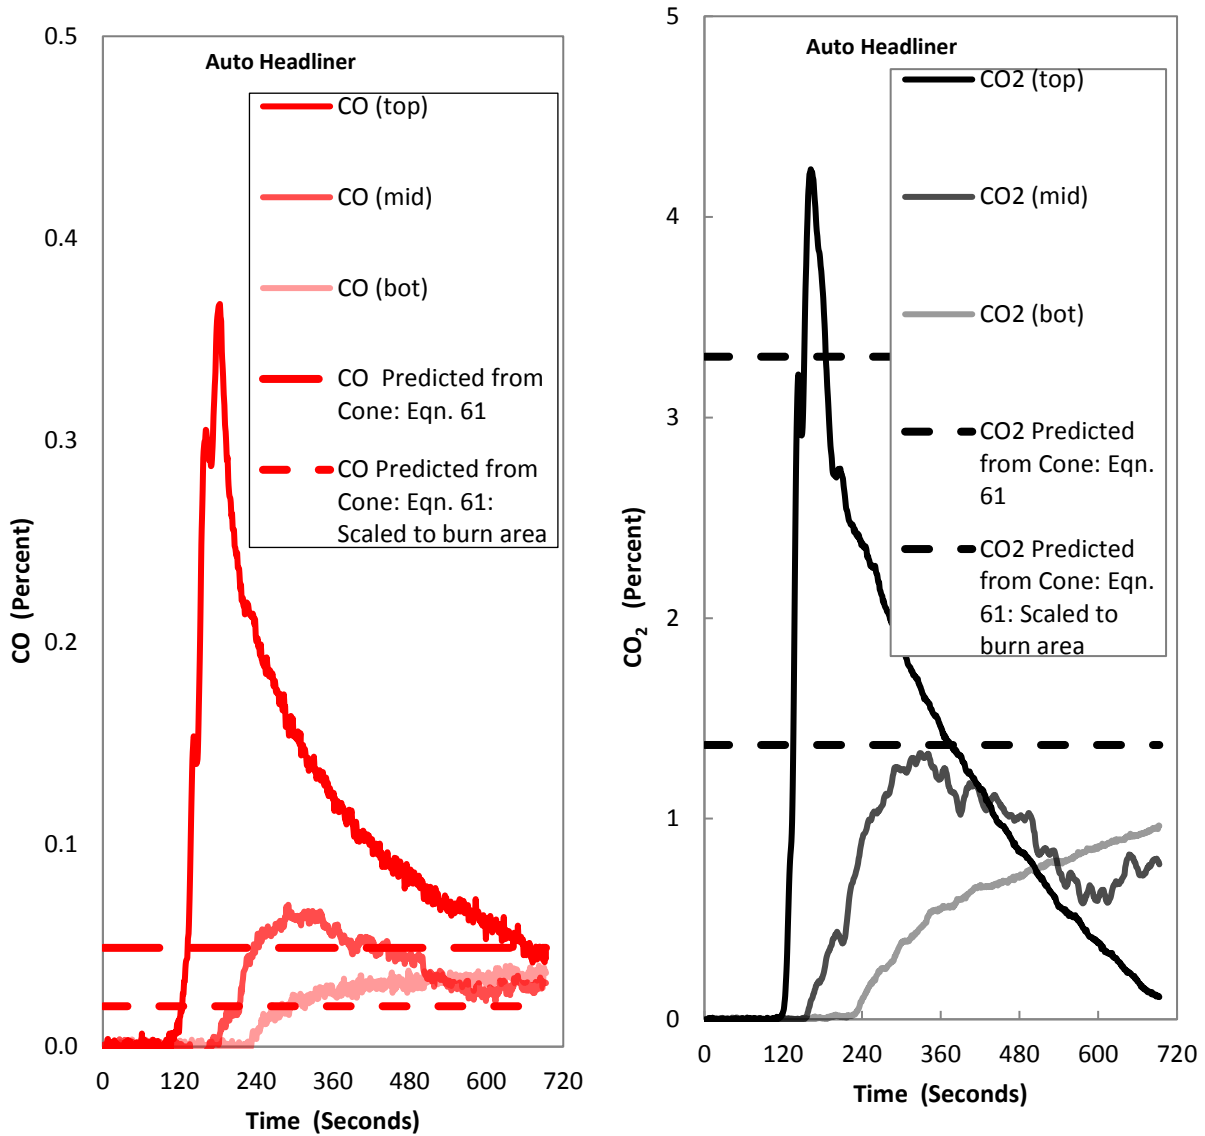 Auto Headliner
CO (top)
CO (mid)
CO (bot)
CO  Predicted from
Cone: Eqn. 61
CO Predicted from
Cone: Eqn. 61:
Scaled to burn area
0.5
0.4
0.3
0.2
0.1
0.0
CO  (Percent)
0 120 240 360 480 600 720
Time  (Seconds)
Auto Headliner
CO2 (top)
CO2 (mid)
CO2 (bot)
CO2 Predicted
from Cone: Eqn.
61
CO2 Predicted
from Cone: Eqn.
61: Scaled to
burn area
5
4
3
2
1
0
CO₂  (Percent)
0 120 240 360 480 600 720
Time  (Seconds)